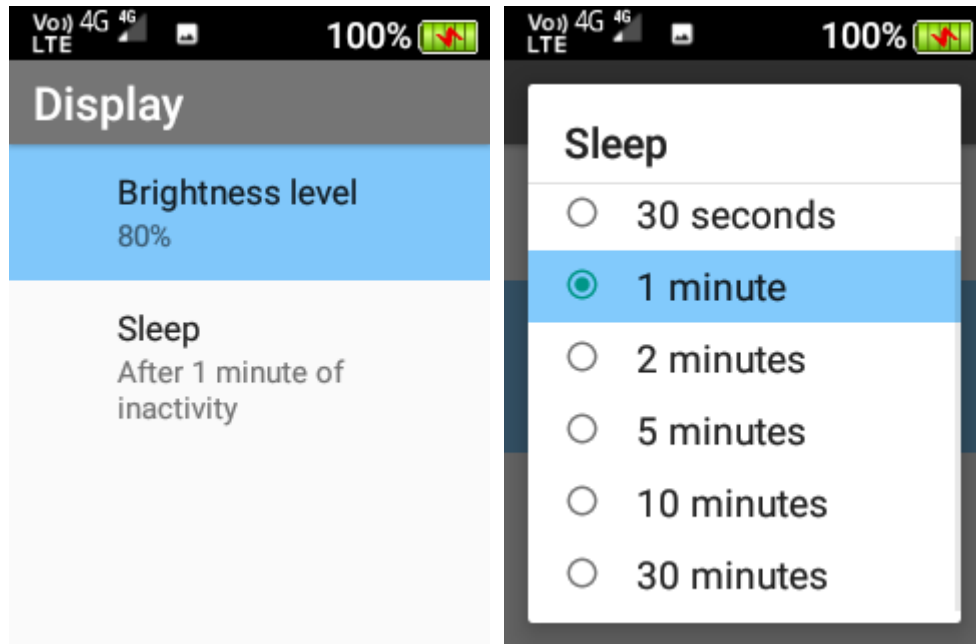 Vo)) 4G 4G
LTE
100%
Display
Brightness level
80%
Sleep
After 1 minute of
inactivity
Vo)) 4G 4G
LTE
100%
Sleep
30 seconds
1 minute
2 minutes
5 minutes
10 minutes
30 minutes